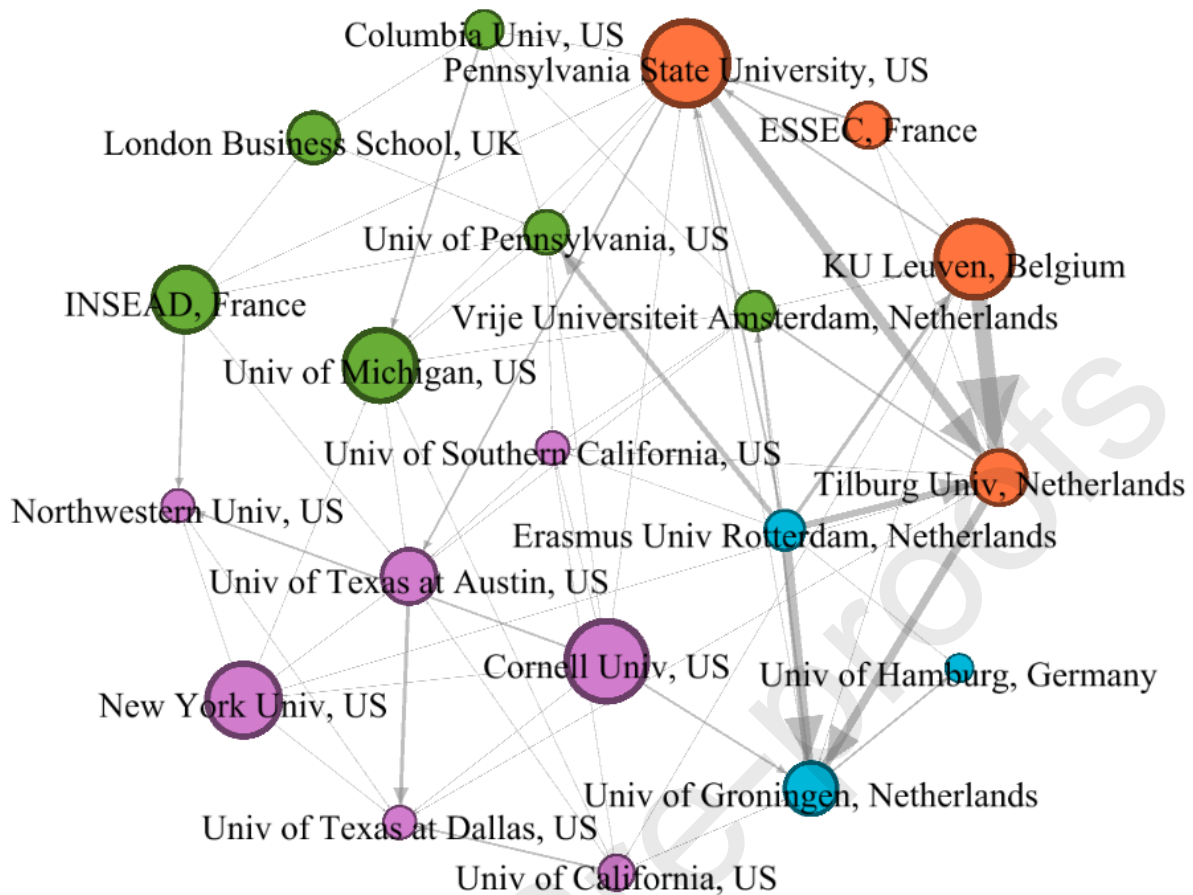 Columbia Univ, US
Pennsylvania State University, US
ESSEC, France
London Business School, UK
Univ of Pennsylvania, US
KU Leuven, Belgium
INSEAD, France
Vrije Universiteit Amsterdam, Netherlands
Univ of Michigan, US
Univ of Southern California, US
Tilburg Univ, Netherlands
Northwestern Univ, US
Erasmus Univ Rotterdam, Netherlands
Univ of Texas at Austin, US
Cornell Univ, US
Univ of Hamburg, Germany
New York Univ, US
Univ of Groningen, Netherlands
Univ of Texas at Dallas, US
Univ of California, US
re-proofs